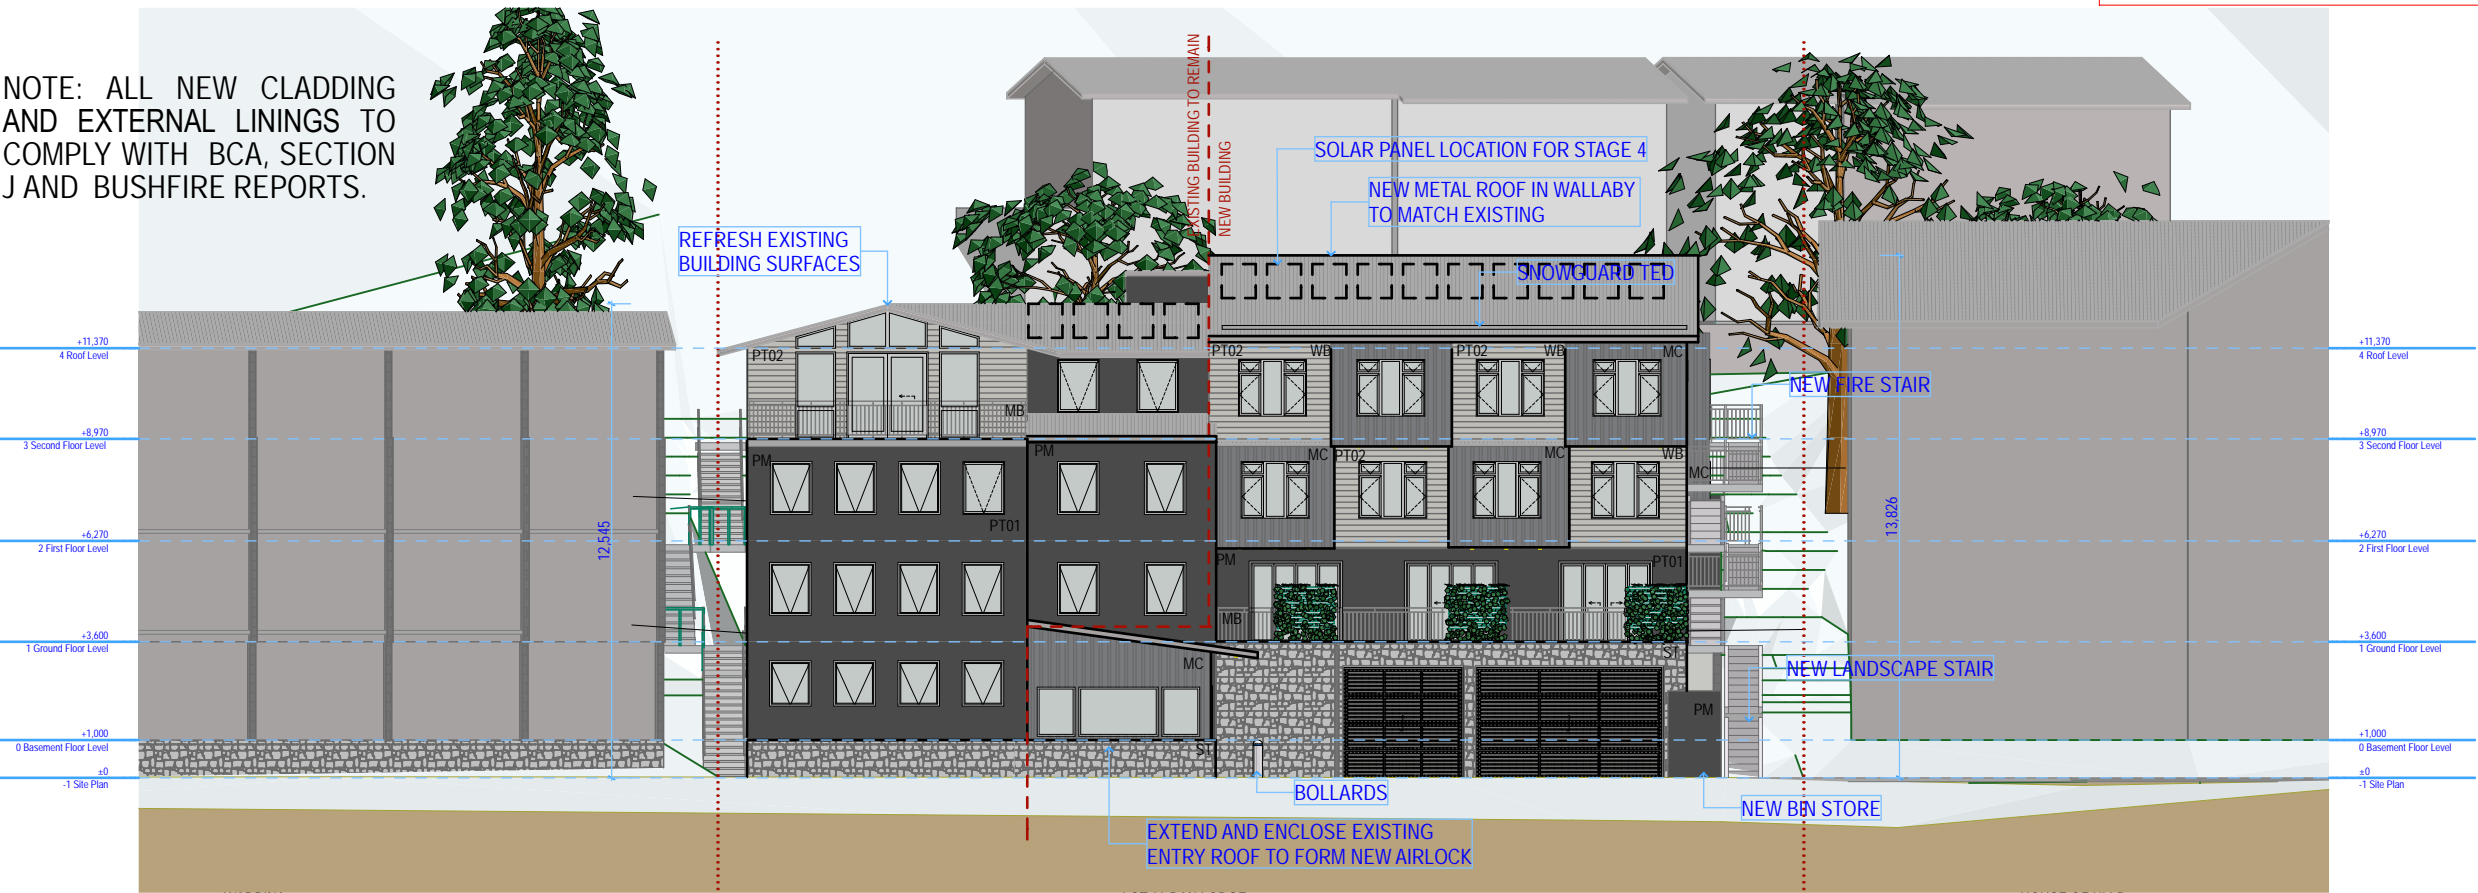 NOTE: ALL NEW CLADDING
AND EXTERNAL LININGS TO
COMPLY WITH BCA, SECTION
J AND BUSHFIRE REPORTS.
EXISTING BUILDING TO REMAIN
NEW BUILDING
SOLAR PANEL LOCATION FOR STAGE 4
NEW METAL ROOF IN WALLABY
TO MATCH EXISTING
REFRESH EXISTING
BUILDING SURFACES
SNOWGUARD TED
+11,370
4 Roof Level
+11,370
4 Roof Level
PT02
PT02
WB
PT02
WB
MC
NEW FIRE STAIR
MB
+8,970
3 Second Floor Level
+8,970
3 Second Floor Level
PM
PM
MC
PT02
MC
WB
MC
PT01
12,545
13,826
+6,270
2 First Floor Level
+6,270
2 First Floor Level
PM
PT01
MB
+3,600
1 Ground Floor Level
+3,600
1 Ground Floor Level
MC
ST
NEW LANDSCAPE STAIR
PM
+1,000
0 Basement Floor Level
+1,000
0 Basement Floor Level
ST
±0
-1 Site Plan
±0
-1 Site Plan
BOLLARDS
NEW BIN STORE
EXTEND AND ENCLOSE EXISTING
ENTRY ROOF TO FORM NEW AIRLOCK